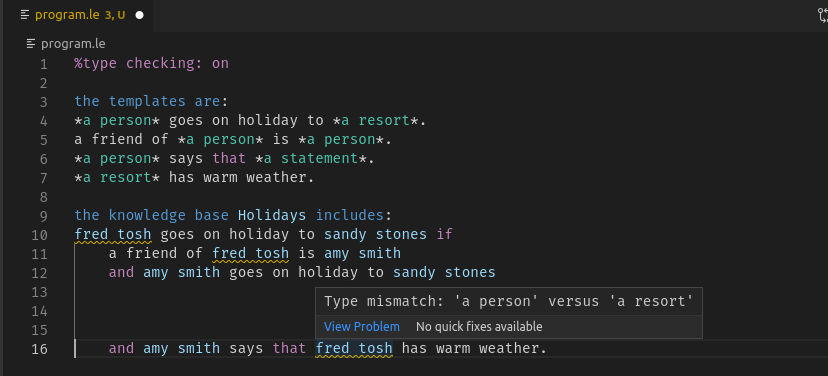 program.le 3, U
program.le
1 %type checking: on
2
3 the templates are:
4 *a person* goes on holiday to *a resort*.
5 a friend of *a person* is *a person*.
6 *a person* says that *a statement*.
7 *a resort* has warm weather.
8
9 the knowledge base Holidays includes:
10 fred tosh goes on holiday to sandy stones if
11 a friend of fred tosh is amy smith
12 and amy smith goes on holiday to sandy stones
13
Type mismatch: 'a person' versus 'a resort'
14
View Problem No quick fixes available
15
16 and amy smith says that fred tosh has warm weather.